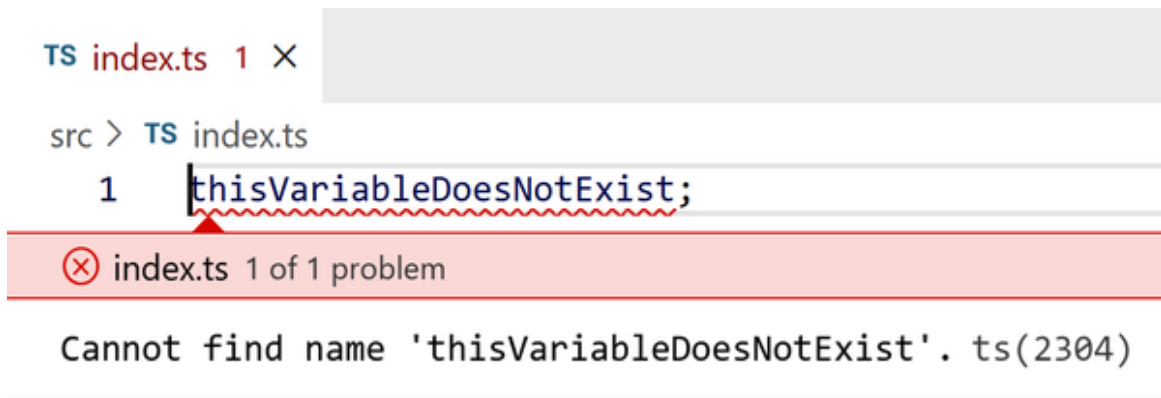 TS index.ts 1 ×
src > TS index.ts
1 thisVariableDoesNotExist;
index.ts 1 of 1 problem
Cannot find name 'thisVariableDoesNotExist'. ts(2304)